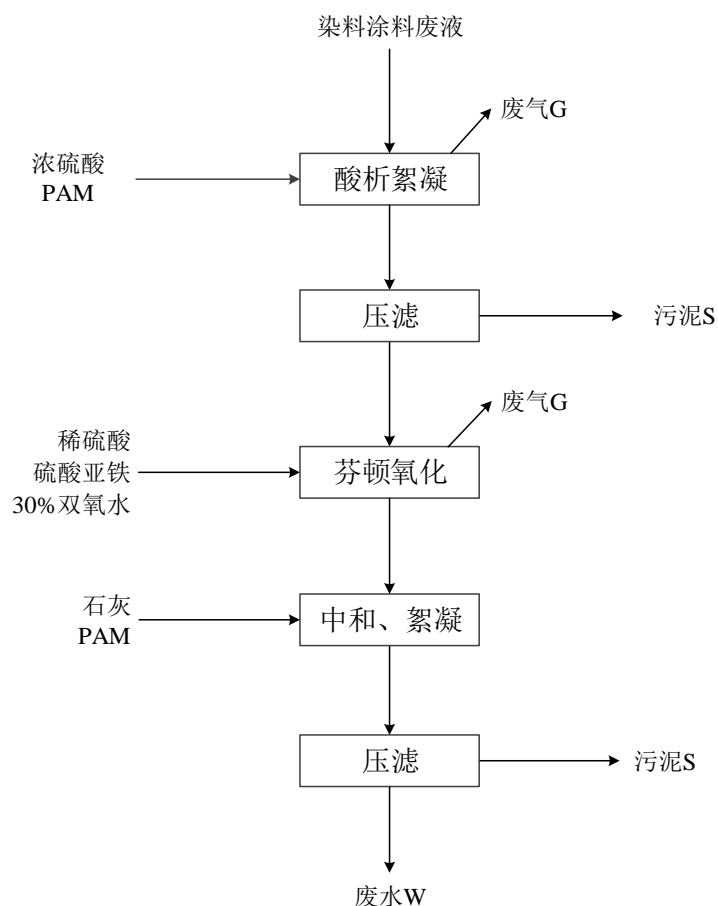 染料涂料废液
废气G
浓硫酸
PAM
酸析絮凝
压滤
污泥S
废气G
稀硫酸
硫酸亚铁
30%双氧水
芬顿氧化
石灰
PAM
中和、絮凝
压滤
污泥S
废水W